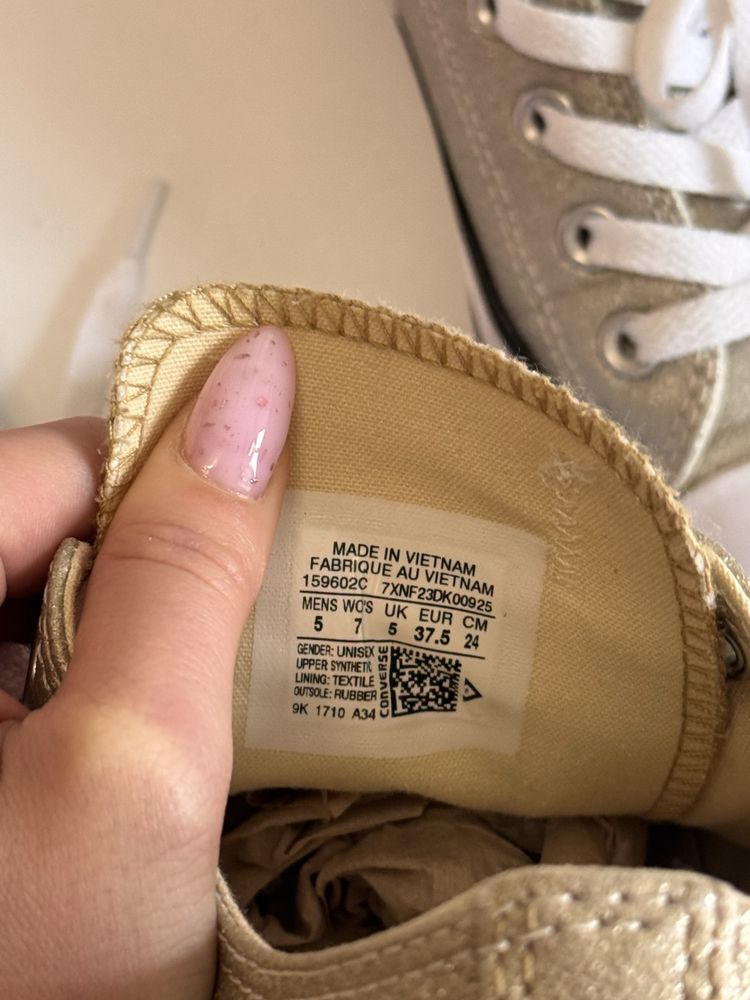 MADE IN VIETNAM
FABRIQUE AU VIETNAM
159602C 7XNF23DK00925
MENS WO'S UK EUR CM
5 7 5 37.5 24
GENDER: UNISEX
UPPER: SYNTHETIC
LINING: TEXTILE
OUTSOLE: RUBBER
CONVERSE
9K 1710 A34